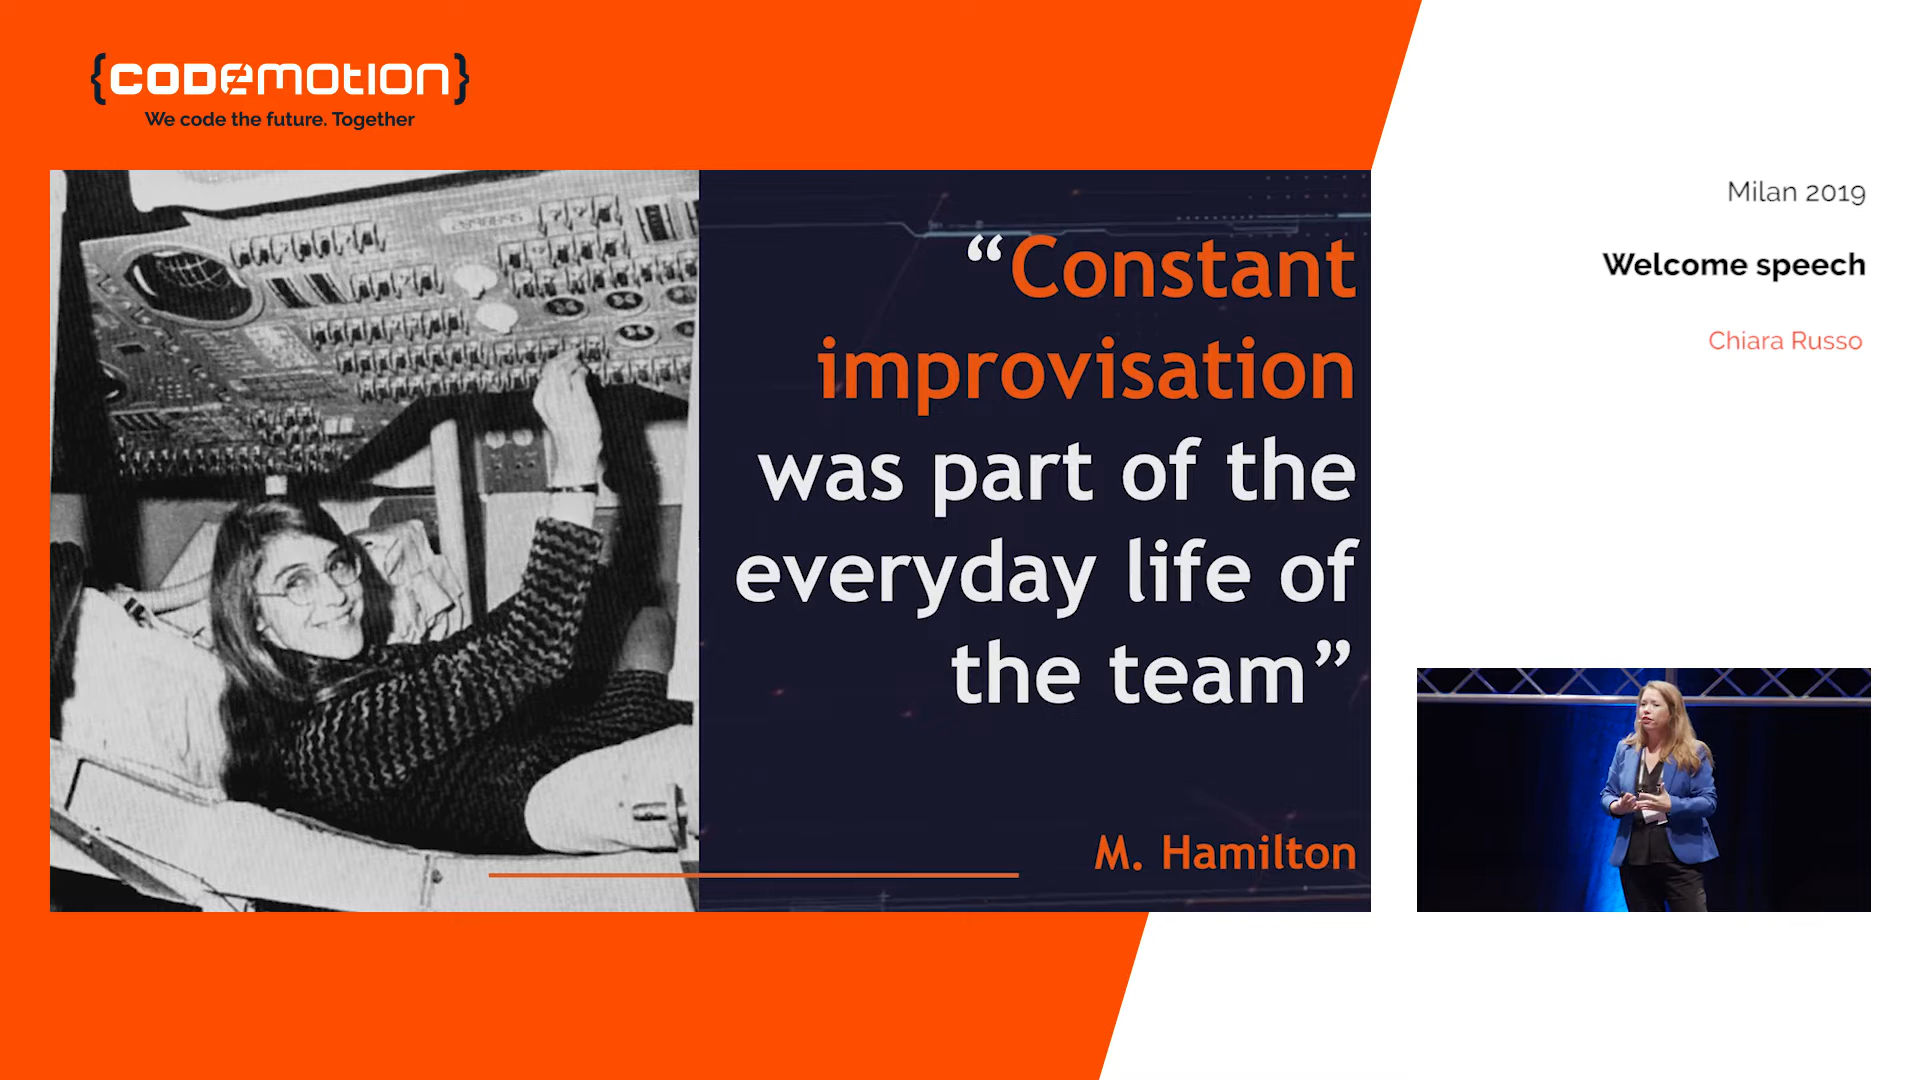 {CODEMOTION}
We code the future. Together
“Constant
improvisation
was part of the
everyday life of
the team”
M. Hamilton
Milan 2019
Welcome speech
Chiara Russo